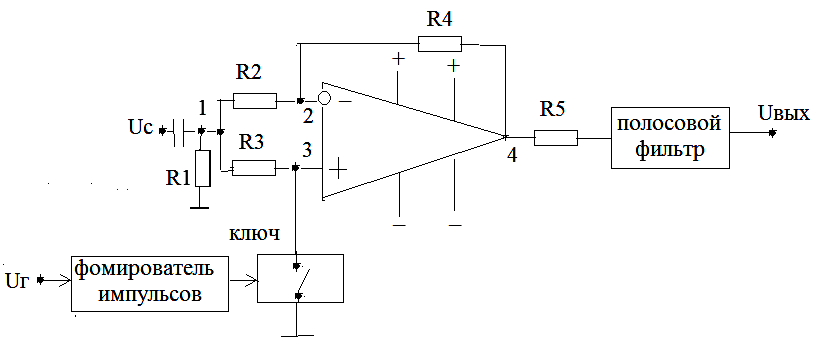 R4
R2
+
+
1
2
−
R5
Uвых
Uc
полосовой
фильтр
R3
3
+
4
R1
−
−
ключ
Uг
фомирователь
импульсов